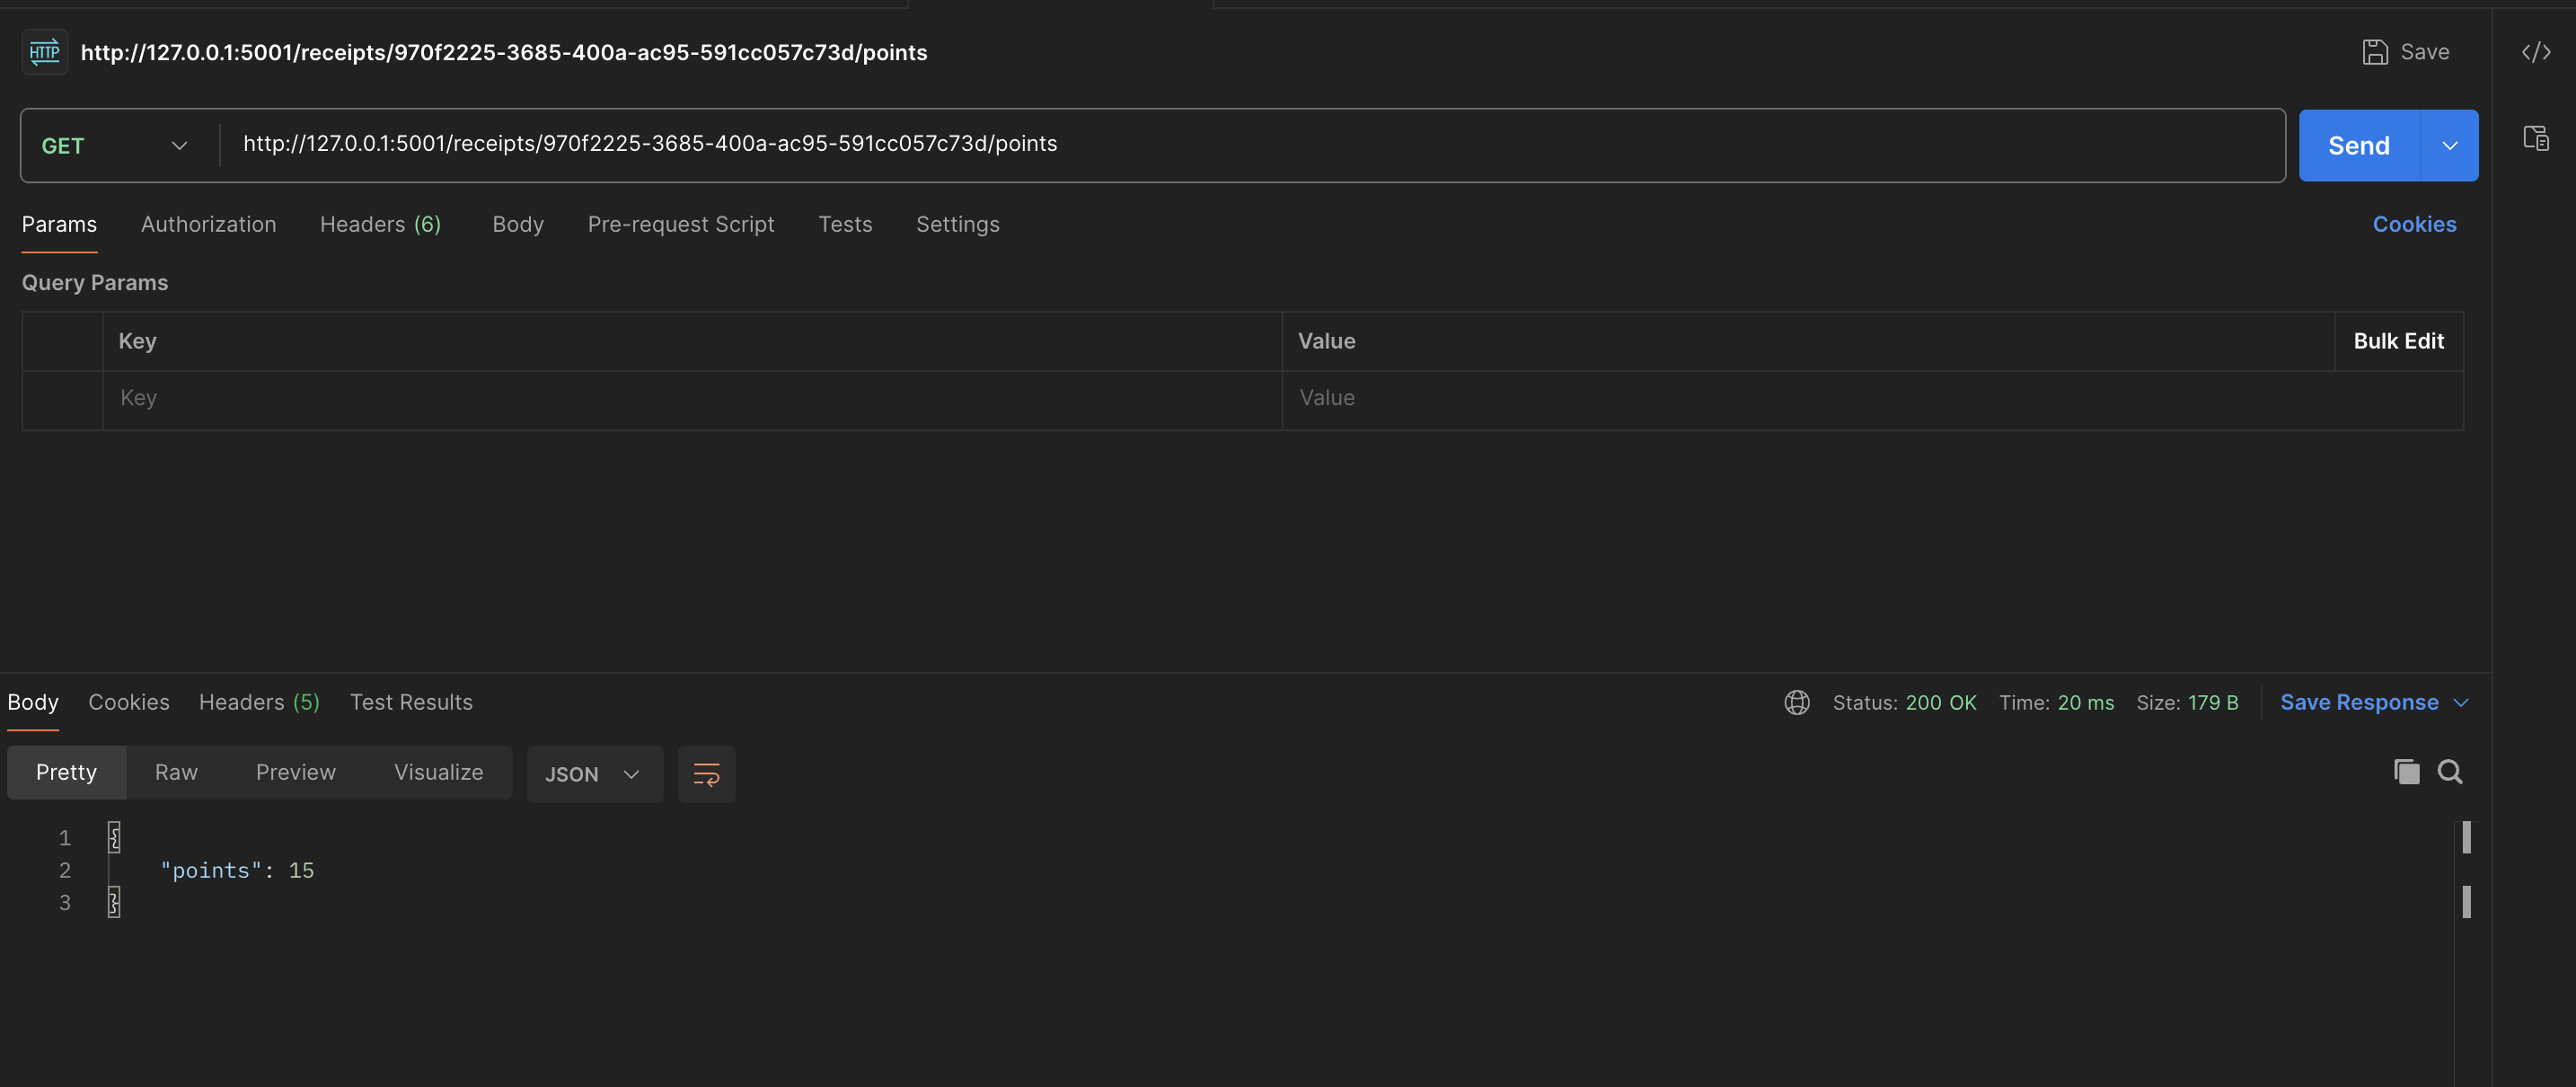 HTTP http://127.0.0.1:5001/receipts/970f2225-3685-400a-ac95-591cc057c73d/points Save
GET http://127.0.0.1:5001/receipts/970f2225-3685-400a-ac95-591cc057c73d/points Send
Params Authorization Headers (6) Body Pre-request Script Tests Settings Cookies
Query Params
Key Value Bulk Edit
Key Value
Body Cookies Headers (5) Test Results Status: 200 OK Time: 20 ms Size: 179 B Save Response
Pretty Raw Preview Visualize JSON
1 {
2 "points": 15
3 }